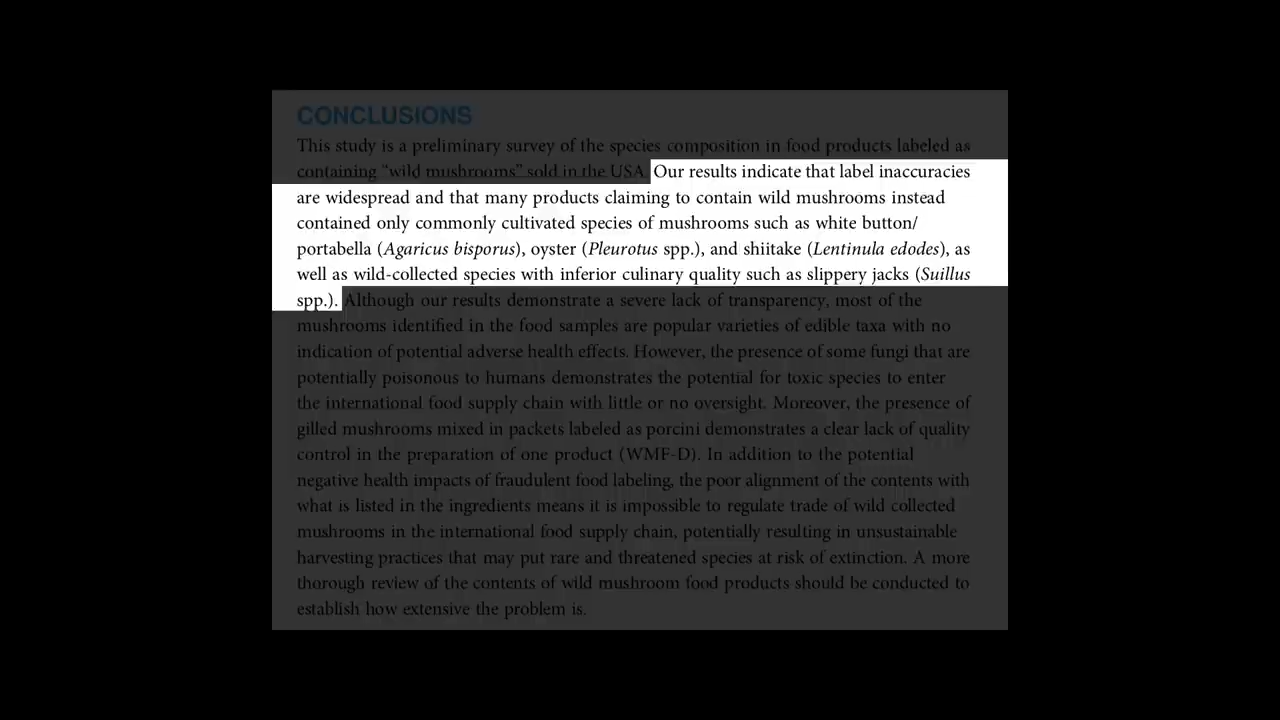 CONCLUSIONS
This study is a preliminary survey of the species composition in food products labeled as
containing “wild mushrooms” sold in the USA. Our results indicate that label inaccuracies
are widespread and that many products claiming to contain wild mushrooms instead
contained only commonly cultivated species of mushrooms such as white button/
portabella (Agaricus bisporus), oyster (Pleurotus spp.), and shiitake (Lentinula edodes), as
well as wild-collected species with inferior culinary quality such as slippery jacks (Suillus
spp.). Although our results demonstrate a severe lack of transparency, most of the
mushrooms identified in the food samples are popular varieties of edible taxa with no
indication of potential adverse health effects. However, the presence of some fungi that are
potentially poisonous to humans demonstrates the potential for toxic species to enter
the international food supply chain with little or no oversight. Moreover, the presence of
gilled mushrooms mixed in packets labeled as porcini demonstrates a clear lack of quality
control in the preparation of one product (WMF-D). In addition to the potential
negative health impacts of fraudulent food labeling, the poor alignment of the contents with
what is listed in the ingredients means it is impossible to regulate trade of wild collected
mushrooms in the international food supply chain, potentially resulting in unsustainable
harvesting practices that may put rare and threatened species at risk of extinction. A more
thorough review of the contents of wild mushroom food products should be conducted to
establish how extensive the problem is.